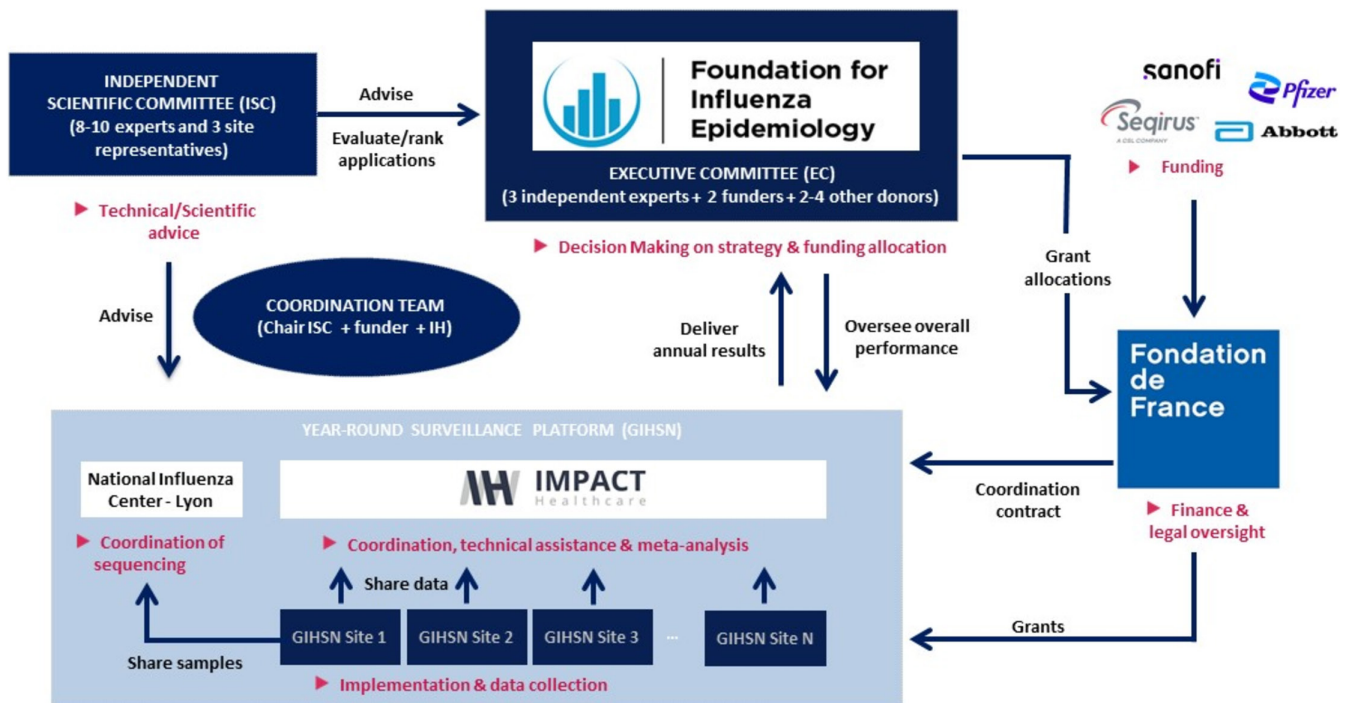 INDEPENDENT
SCIENTIFIC COMMITTEE (ISC)
(8-10 experts and 3 site
representatives)
Technical/Scientific
advice
Advise
Evaluate/rank
applications
Foundation for
Influenza
Epidemiology
EXECUTIVE COMMITTEE (EC)
(3 independent experts + 2 funders + 2-4 other donors)
Decision Making on strategy & funding allocation
sanofi
Pfizer
Seqirus™
A CSL COMPANY
Abbott
Funding
Grant
allocations
Advise
COORDINATION TEAM
(Chair ISC + funder + IH)
Deliver
annual results
Oversee overall
performance
Fondation
de
France
Finance &
legal oversight
Coordination
contract
Grants
YEAR-ROUND SURVEILLANCE PLATFORM (GIHSN)
National Influenza
Center - Lyon
Coordination of
sequencing
IMPACT
Healthcare
Coordination, technical assistance & meta-analysis
Share data
GIHSN Site 1
GIHSN Site 2
GIHSN Site 3
...
GIHSN Site N
Share samples
Implementation & data collection